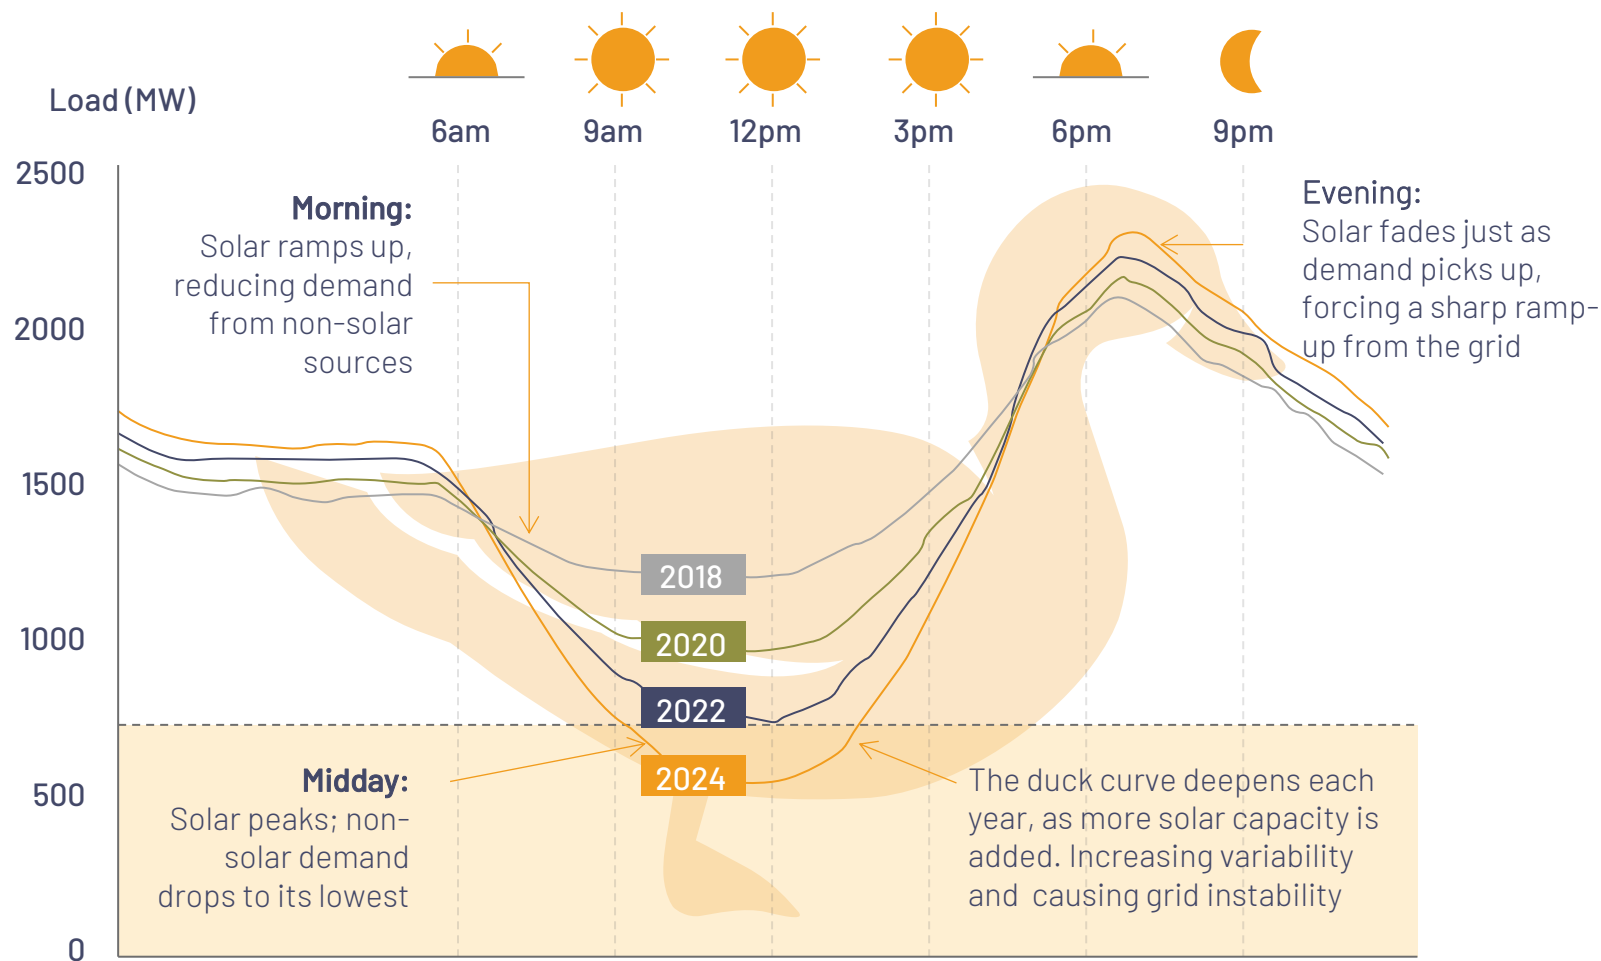 Load (MW)
6am
9am
12pm
3pm
6pm
9pm
2500
2000
1500
1000
500
0
Morning:
Solar ramps up,
reducing demand
from non-solar
sources
Evening:
Solar fades just as
demand picks up,
forcing a sharp ramp-
up from the grid
2018
2020
2022
2024
Midday:
Solar peaks; non-
solar demand
drops to its lowest
The duck curve deepens each
year, as more solar capacity is
added. Increasing variability
and  causing grid instability